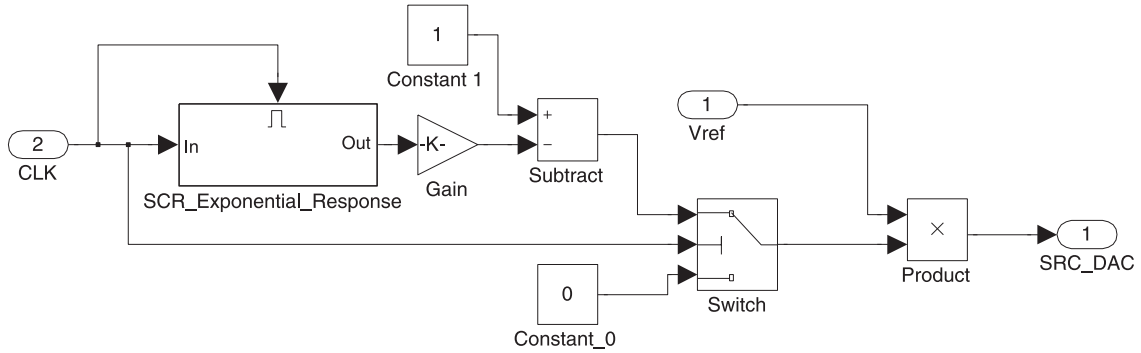 1
Constant 1
2
CLK
In
Out
SCR_Exponential_Response
-K-
Gain
+
−
Subtract
1
Vref
0
Constant_0
Switch
×
Product
1
SRC_DAC